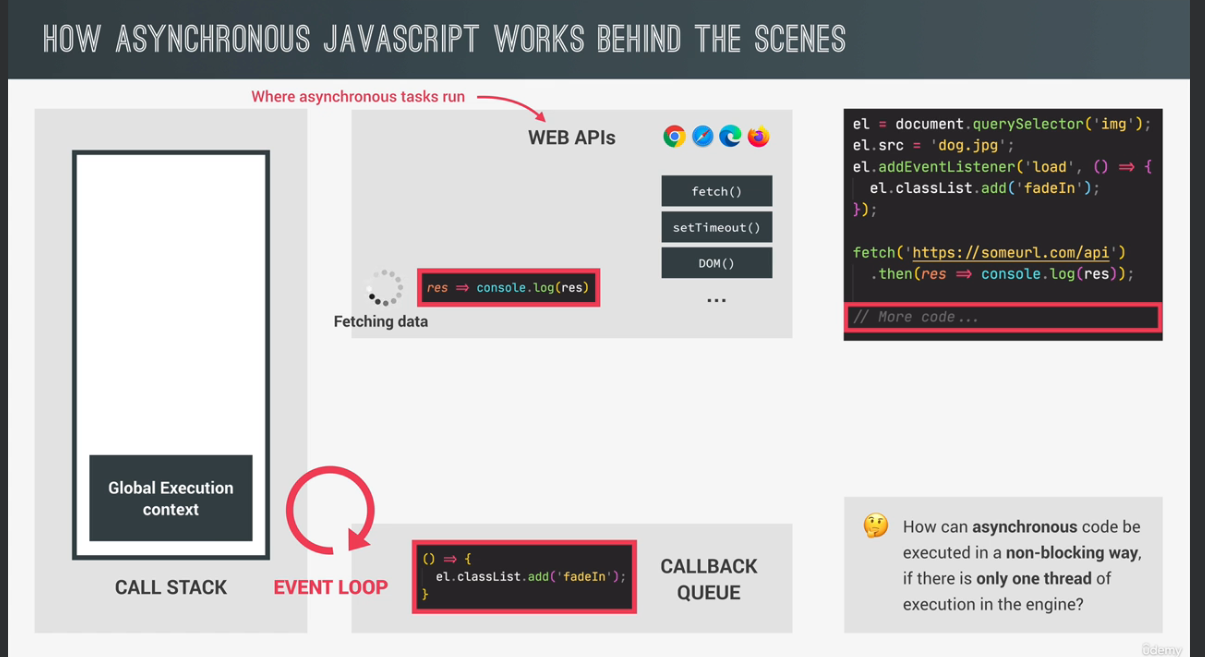 HOW ASYNCHRONOUS JAVASCRIPT WORKS BEHIND THE SCENES
Where asynchronous tasks run
WEB APIs
fetch()
setTimeout()
DOM()
...
res => console.log(res)
Fetching data
el = document.querySelector('img');
el.src = 'dog.jpg';
el.addEventListener('load', () => {
  el.classList.add('fadeIn');
});
fetch('https://someurl.com/api')
  .then(res => console.log(res));
// More code...
Global Execution
context
CALL STACK
EVENT LOOP
() => {
  el.classList.add('fadeIn');
}
CALLBACK
QUEUE
🤔 How can asynchronous code be
executed in a non-blocking way,
if there is only one thread of
execution in the engine?
ûdemy